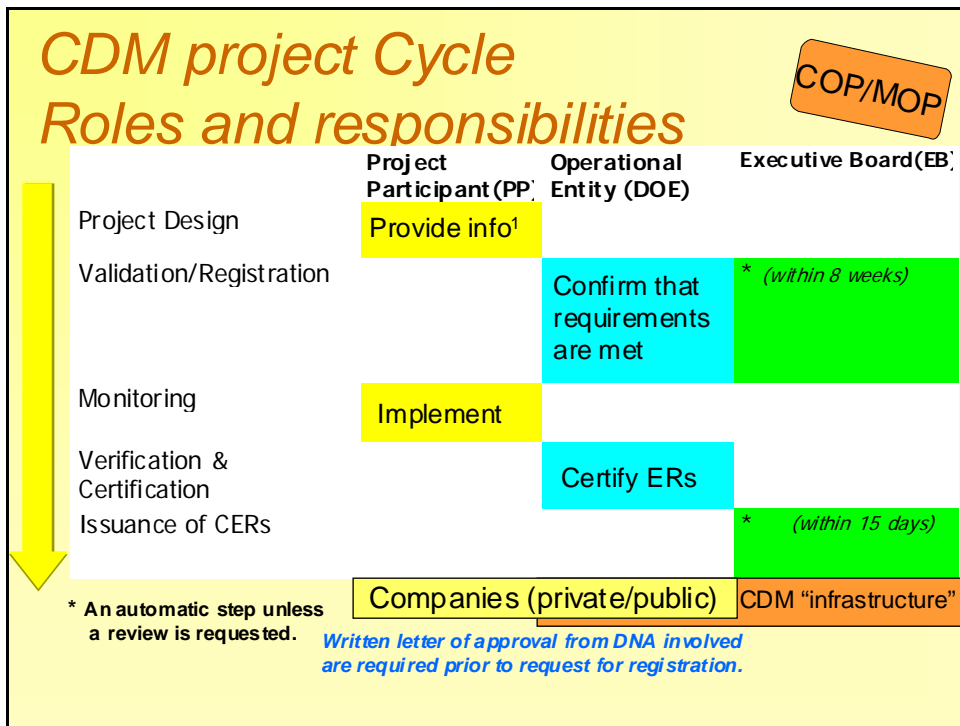 CDM project Cycle
Roles and responsibilities
COP/MOP
Project
Participant (PP)
Operational
Entity (DOE)
Executive Board(EB)
Project Design
Provide info¹
Validation/Registration
Confirm that
requirements
are met
* (within 8 weeks)
Monitoring
Implement
Verification &
Certification
Certify ERs
Issuance of CERs
* (within 15 days)
* An automatic step unless
a review is requested.
Companies (private/public)
CDM “infrastructure”
Written letter of approval from DNA involved
are required prior to request for registration.